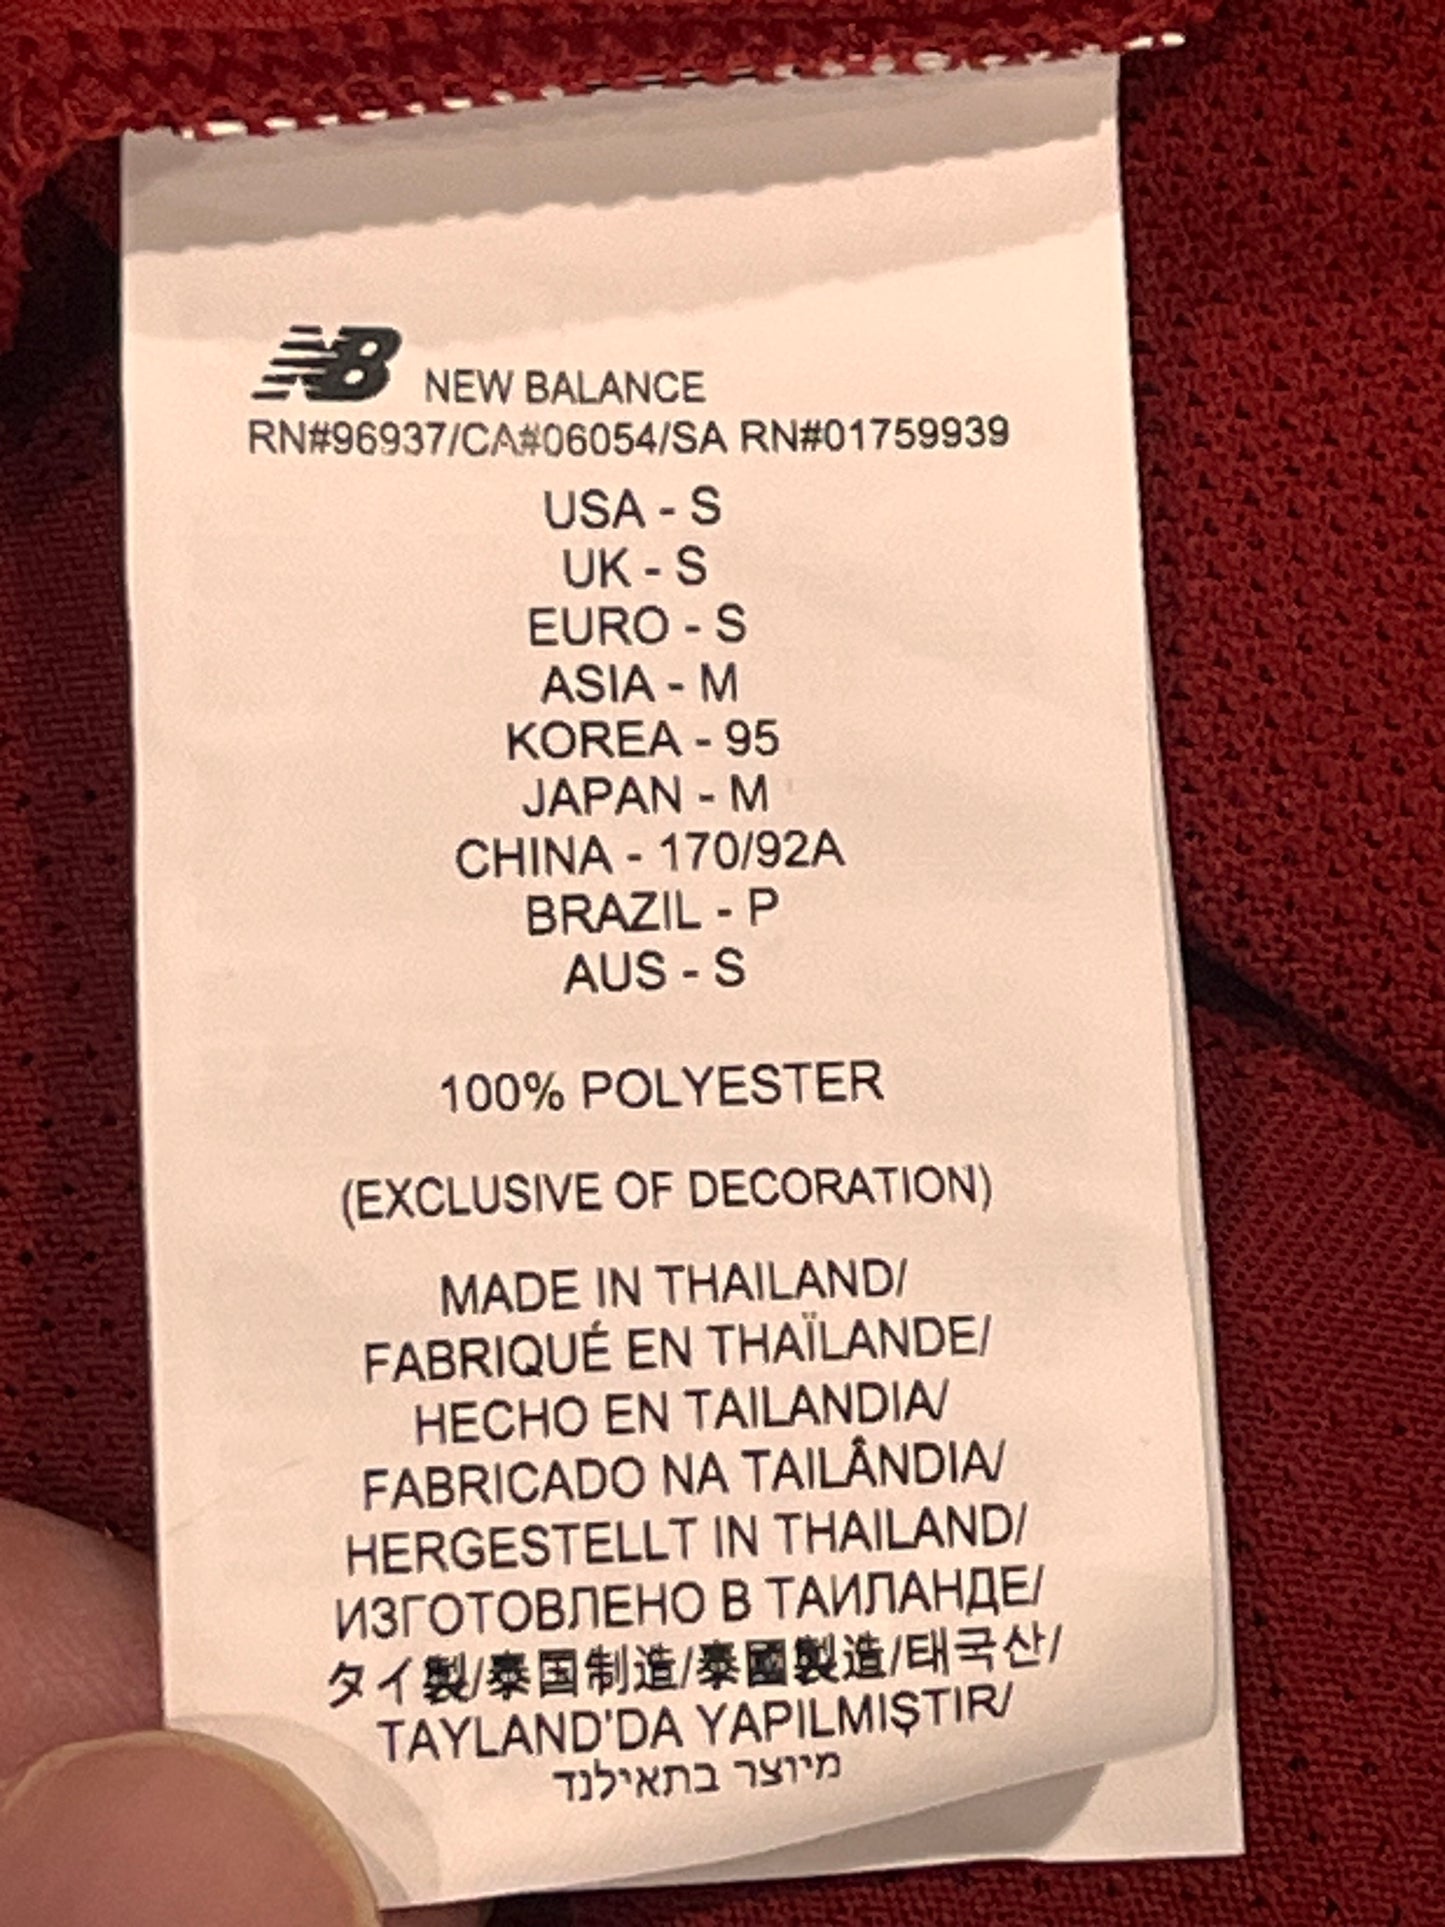 NB NEW BALANCE
RN#96937/CA#06054/SA RN#01759939
USA - S
UK - S
EURO - S
ASIA - M
KOREA - 95
JAPAN - M
CHINA - 170/92A
BRAZIL - P
AUS - S
100% POLYESTER
(EXCLUSIVE OF DECORATION)
MADE IN THAILAND/
FABRIQUÉ EN THAÏLANDE/
HECHO EN TAILANDIA/
FABRICADO NA TAILÂNDIA/
HERGESTELLT IN THAILAND/
ИЗГОТОВЛЕНО В ТАИЛАНДЕ/
タイ製/泰国制造/泰國製造/태국산/
TAYLAND'DA YAPILMIŞTIR/
מיוצר בתאילנד